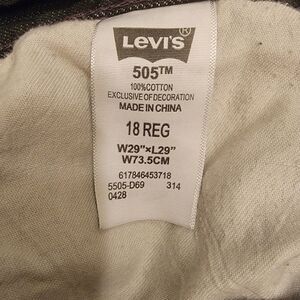 LEVI'S
505™
100%COTTON
EXCLUSIVE OF DECORATION
MADE IN CHINA
18 REG
W29"×L29"
W73.5CM
617846453718
5505-D69 314
0428